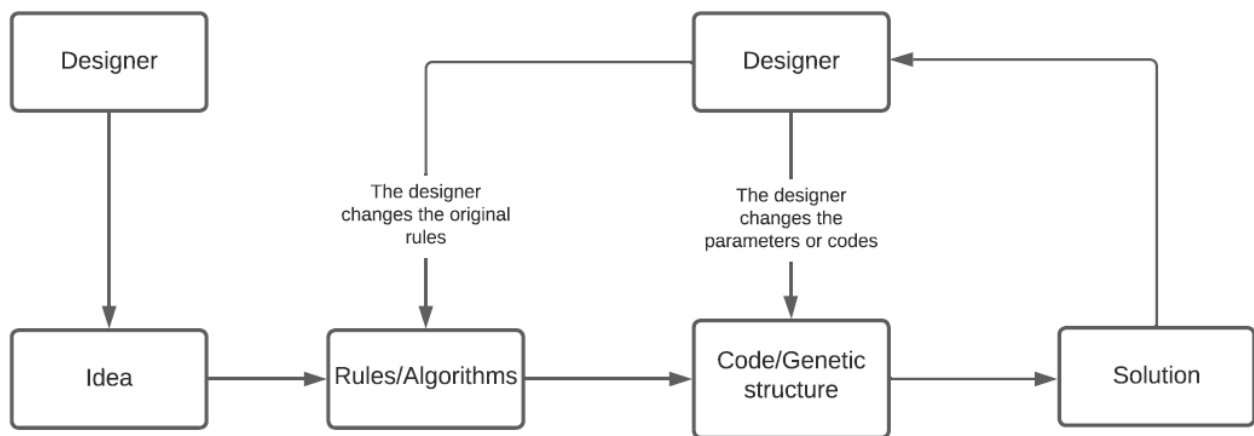 Designer
Designer
The designer
changes the original
rules
The designer
changes the
parameters or codes
Idea
Rules/Algorithms
Code/Genetic
structure
Solution